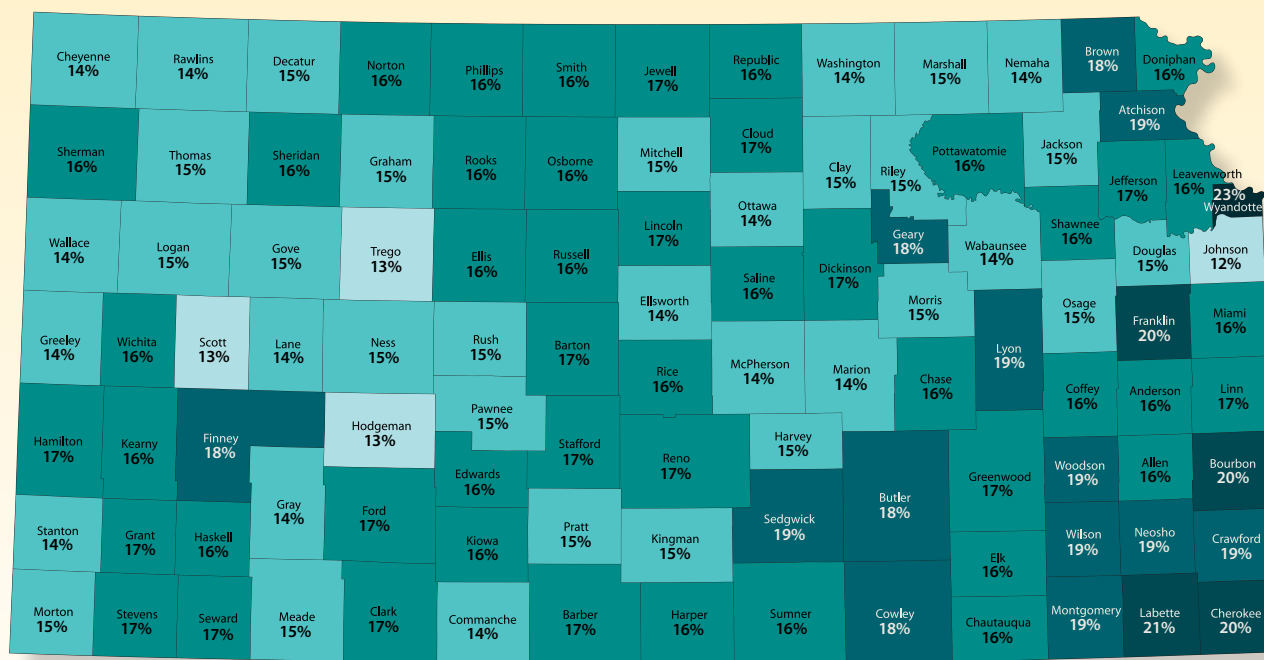 Cheyenne
14%
Rawlins
14%
Decatur
15%
Norton
16%
Phillips
16%
Smith
16%
Jewell
17%
Republic
16%
Washington
14%
Marshall
15%
Nemaha
14%
Brown
18%
Doniphan
16%
Atchison
19%
Sherman
16%
Thomas
15%
Sheridan
16%
Graham
15%
Rooks
16%
Osborne
16%
Mitchell
15%
Cloud
17%
Clay
15%
Riley
15%
Pottawatomie
16%
Jackson
15%
Jefferson
17%
Leavenworth
16%
23%
Wyandotte
Wallace
14%
Logan
15%
Gove
15%
Trego
13%
Ellis
16%
Russell
16%
Lincoln
17%
Ottawa
14%
Saline
16%
Dickinson
17%
Geary
18%
Wabaunsee
14%
Shawnee
16%
Douglas
15%
Johnson
12%
Greeley
14%
Wichita
16%
Scott
13%
Lane
14%
Ness
15%
Rush
15%
Barton
17%
Ellsworth
14%
Rice
16%
McPherson
14%
Marion
14%
Morris
15%
Chase
16%
Lyon
19%
Osage
15%
Franklin
20%
Miami
16%
Coffey
16%
Anderson
16%
Linn
17%
Hamilton
17%
Kearny
16%
Finney
18%
Hodgeman
13%
Pawnee
15%
Edwards
16%
Stafford
17%
Reno
17%
Harvey
15%
Sedgwick
19%
Butler
18%
Greenwood
17%
Woodson
19%
Allen
16%
Bourbon
20%
Stanton
14%
Grant
17%
Haskell
16%
Gray
14%
Ford
17%
Kiowa
16%
Pratt
15%
Kingman
15%
Elk
16%
Wilson
19%
Neosho
19%
Crawford
19%
Morton
15%
Stevens
17%
Seward
17%
Meade
15%
Clark
17%
Commanche
14%
Barber
17%
Harper
16%
Sumner
16%
Cowley
18%
Chautauqua
16%
Montgomery
19%
Labette
21%
Cherokee
20%